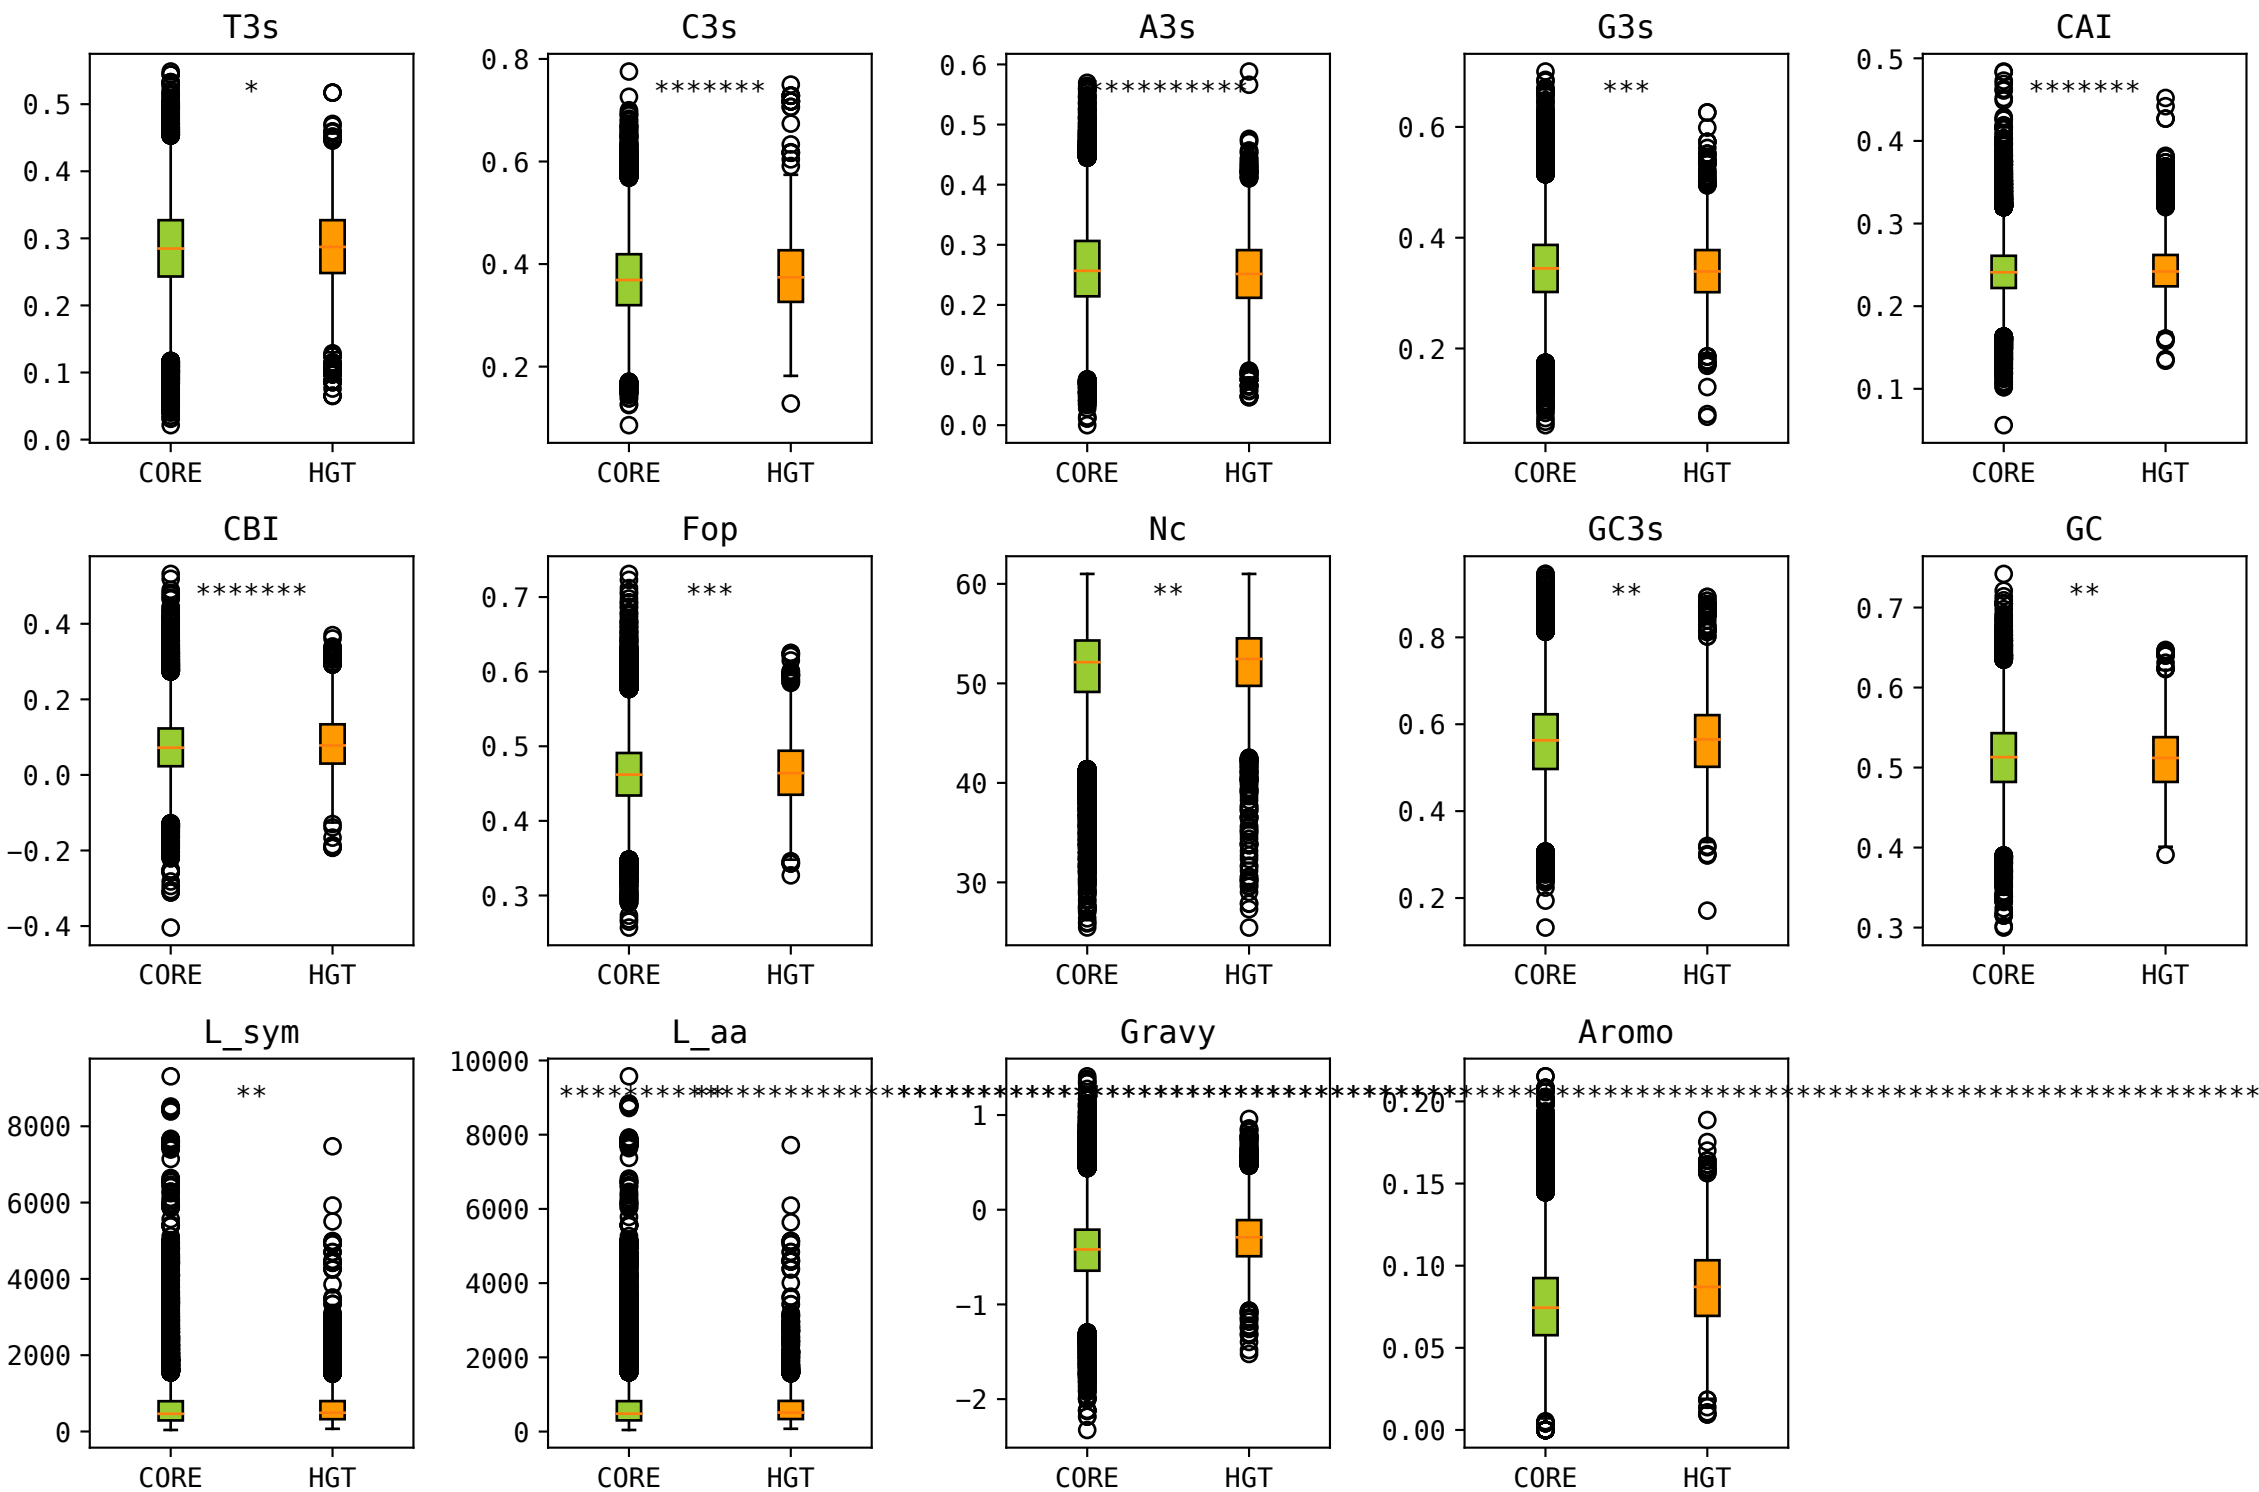 T3s C3s A3s G3s CAI
* ******* *** *******
0.5 0.4 0.3 0.2 0.1 0.0
0.8 0.6 0.4 0.2
0.6 0.5 0.4 0.3 0.2 0.1 0.0
0.6 0.4 0.2
0.5 0.4 0.3 0.2 0.1
CORE HGT CORE HGT CORE HGT CORE HGT CORE HGT
CBI Fop Nc GC3s GC
******* *** ** ** **
0.4 0.2 0.0 −0.2 −0.4
0.7 0.6 0.5 0.4 0.3
60 50 40 30
0.8 0.6 0.4 0.2
0.7 0.6 0.5 0.4 0.3
CORE HGT CORE HGT CORE HGT CORE HGT CORE HGT
L_sym L_aa Gravy Aromo
**
8000 6000 4000 2000 0
10000 8000 6000 4000 2000 0
1 0 −1 −2
0.20 0.15 0.10 0.05 0.00
CORE HGT CORE HGT CORE HGT CORE HGT